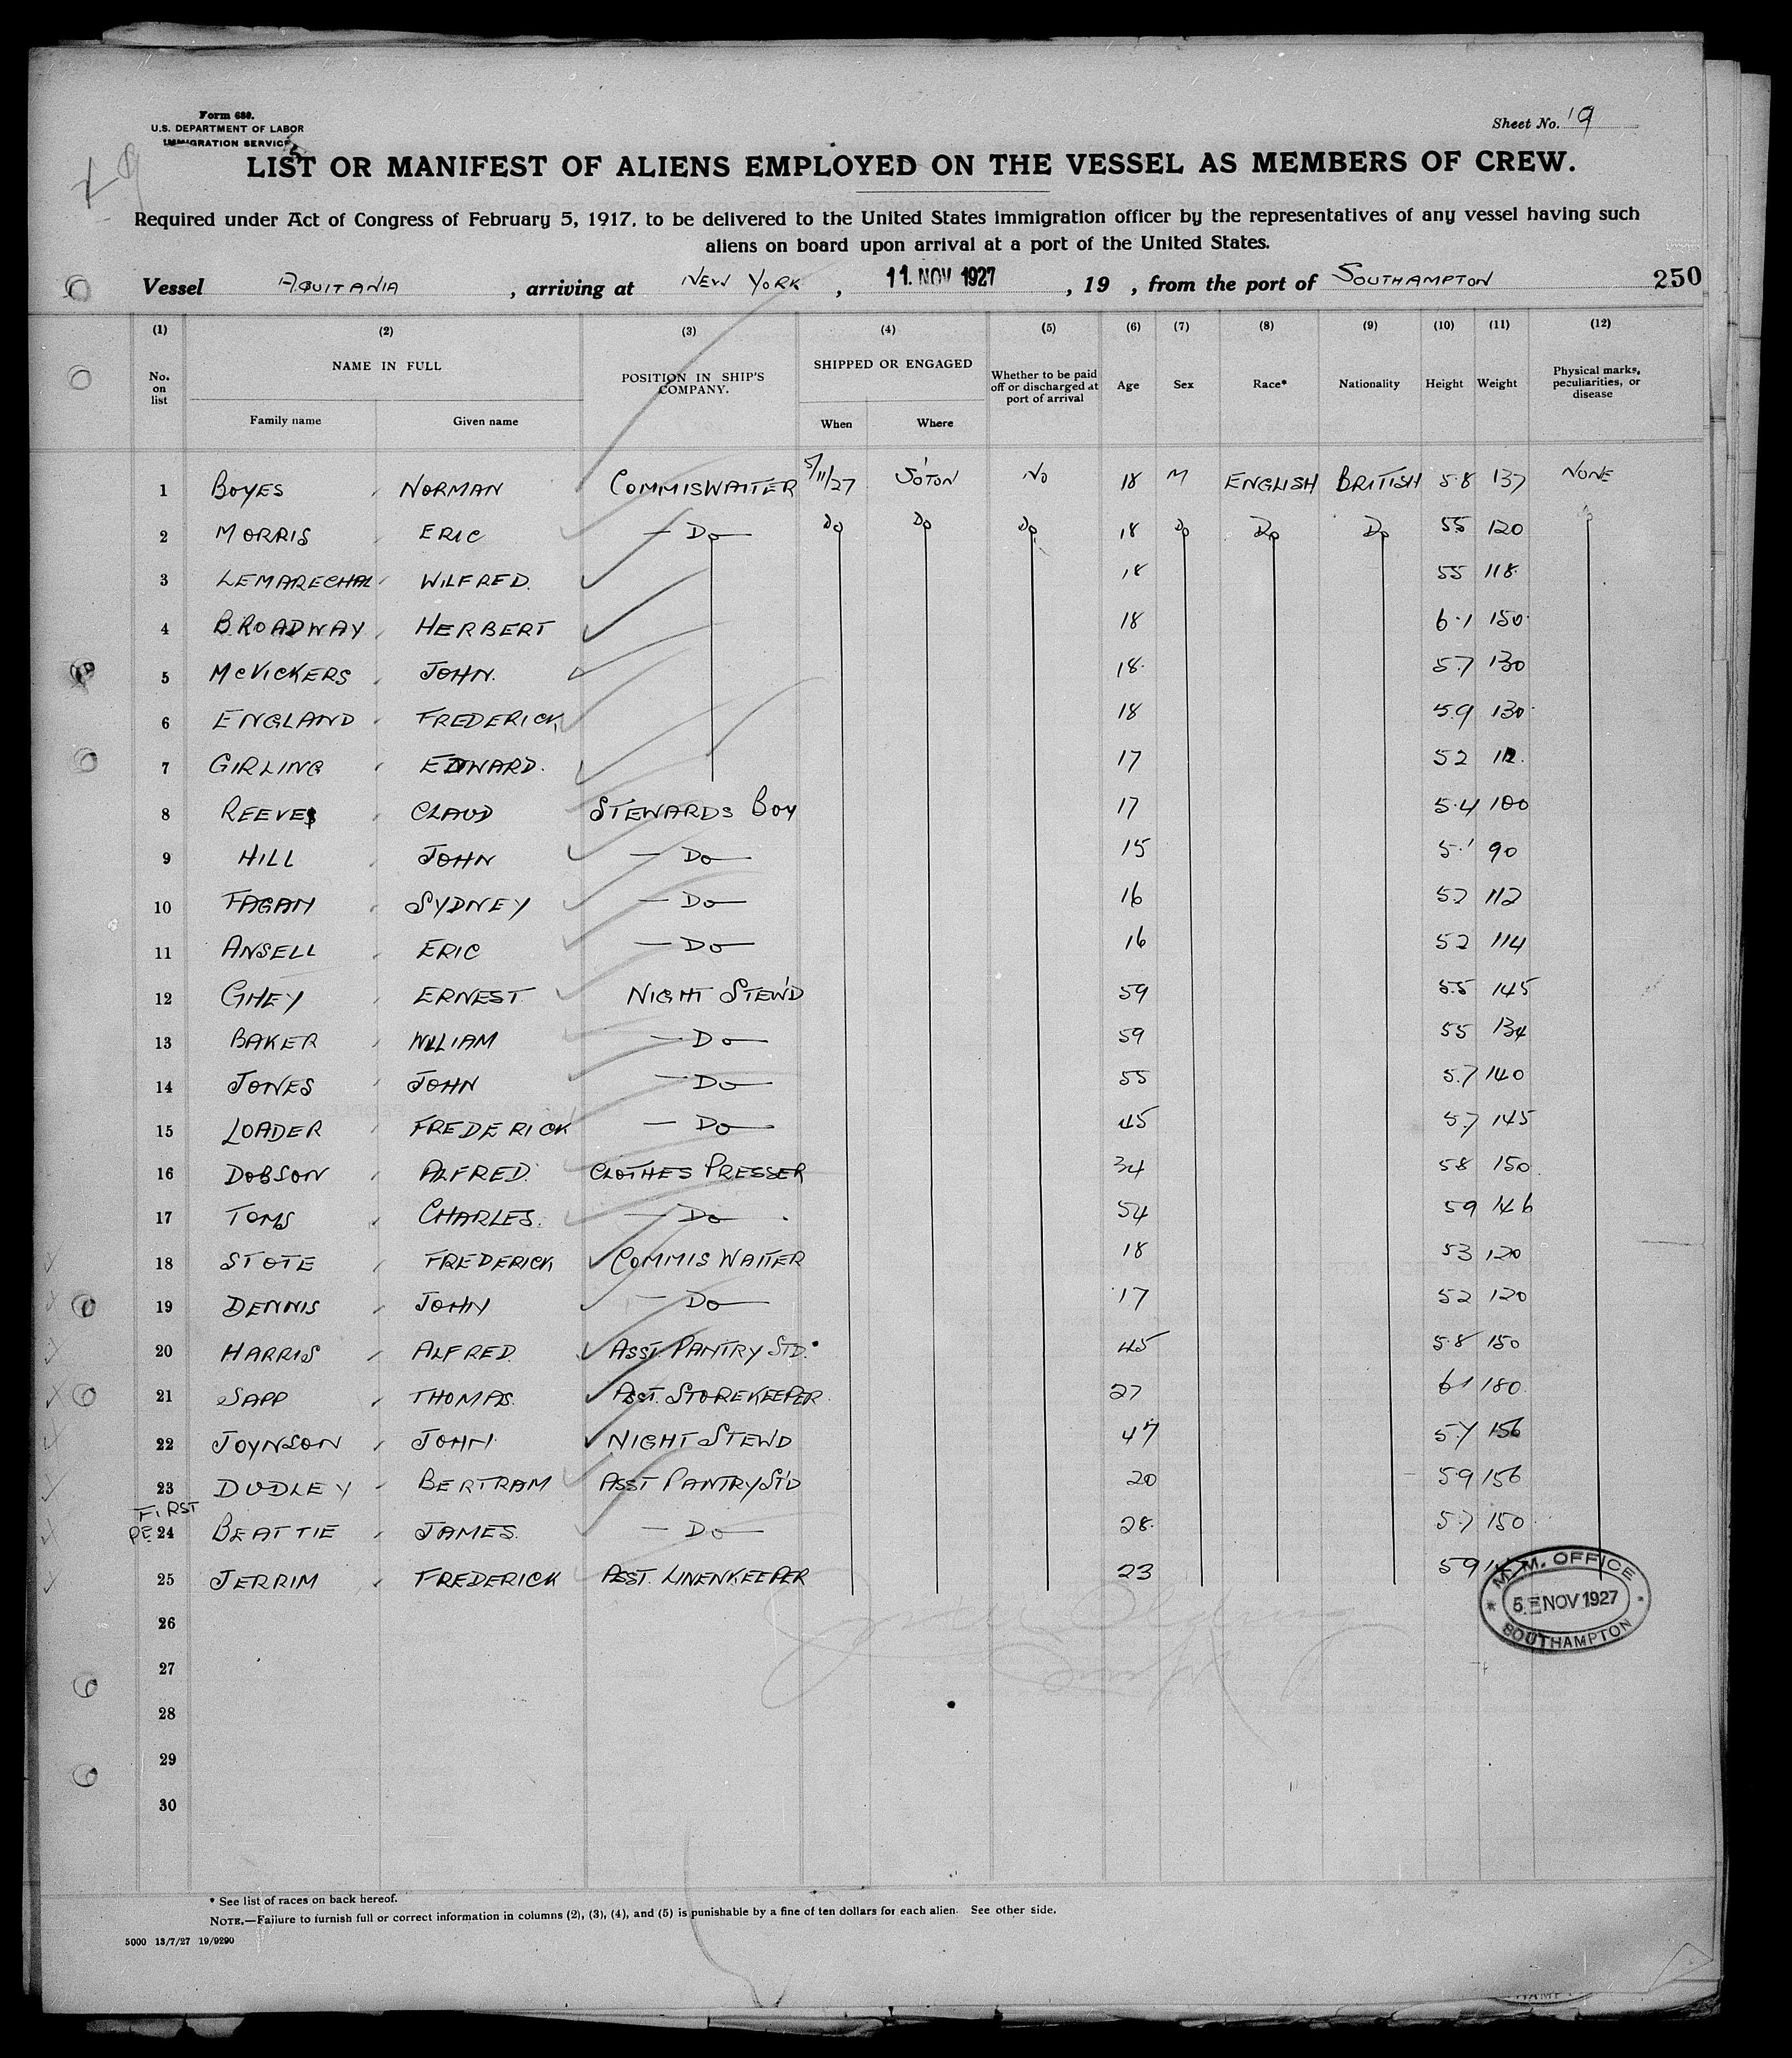 Form 680.
U.S. DEPARTMENT OF LABOR
IMMIGRATION SERVICE
Sheet No. 19
LIST OR MANIFEST OF ALIENS EMPLOYED ON THE VESSEL AS MEMBERS OF CREW.
Required under Act of Congress of February 5, 1917, to be delivered to the United States immigration officer by the representatives of any vessel having such
aliens on board upon arrival at a port of the United States.
Vessel AQUITANIA, arriving at NEW YORK, 11. NOV 1927, 19 , from the port of SOUTHAMPTON 250
(1) (2) (3) (4) (5) (6) (7) (8) (9) (10) (11) (12)
No. on list NAME IN FULL POSITION IN SHIP'S COMPANY. SHIPPED OR ENGAGED Whether to be paid off or discharged at port of arrival Age Sex Race* Nationality Height Weight Physical marks, peculiarities, or disease
Family name Given name When Where
1 BOYES NORMAN COMMISWAITER 5/11/27 S'OTON NO 18 M ENGLISH BRITISH 5.8 137 NONE
2 MORRIS ERIC — Do — Do Do Do 18 Do Do Do 55 120 Do
3 LEMARECHAL WILFRED. 18 55 118.
4 BROADWAY HERBERT 18 6.1 150.
5 McVICKERS JOHN. 18. 5.7 130
6 ENGLAND FREDERICK 18 5.9 130
7 GIRLING EDWARD. 17 52 112.
8 REEVES CLAUD STEWARDS BOY 17 5.4 100
9 HILL JOHN — Do — 15 5.1 90
10 FAGAN SYDNEY — Do — 16 52 112
11 ANSELL ERIC — Do — 16 52 114
12 GHEY ERNEST NIGHT STEW'D 59 5.5 145
13 BAKER WILLIAM — Do — 59 55 134
14 JONES JOHN — Do — 55 5.7 140
15 LOADER FREDERICK — Do — 45 5.7 145
16 DOBSON ALFRED. CLOTHES PRESSER 34 58 150.
17 TOMS CHARLES. — Do — 54 59 146
18 STOTE FREDERICK COMMIS WAITER 18 53 120
19 DENNIS JOHN — Do — 17 52 120
20 HARRIS ALFRED. ASST. PANTRY STD. 45 5.8 150
21 SAPP THOMAS. ASST. STOREKEEPER. 27 61 180.
22 JOYNSON JOHN. NIGHT STEWD 47 5.7 156
23 DUDLEY BERTRAM ASST PANTRY ST'D 20 59 156
FIRST
24 BEATTIE JAMES. — Do — 28. 5.7 150
25 JERRIM FREDERICK ASST. LINENKEEPER 23 59
M. M. OFFICE
5 NOV 1927
SOUTHAMPTON
26
27
28
29
30
* See list of races on back hereof.
NOTE.—Failure to furnish full or correct information in columns (2), (3), (4), and (5) is punishable by a fine of ten dollars for each alien. See other side.
5000 13/7/27 19/9290